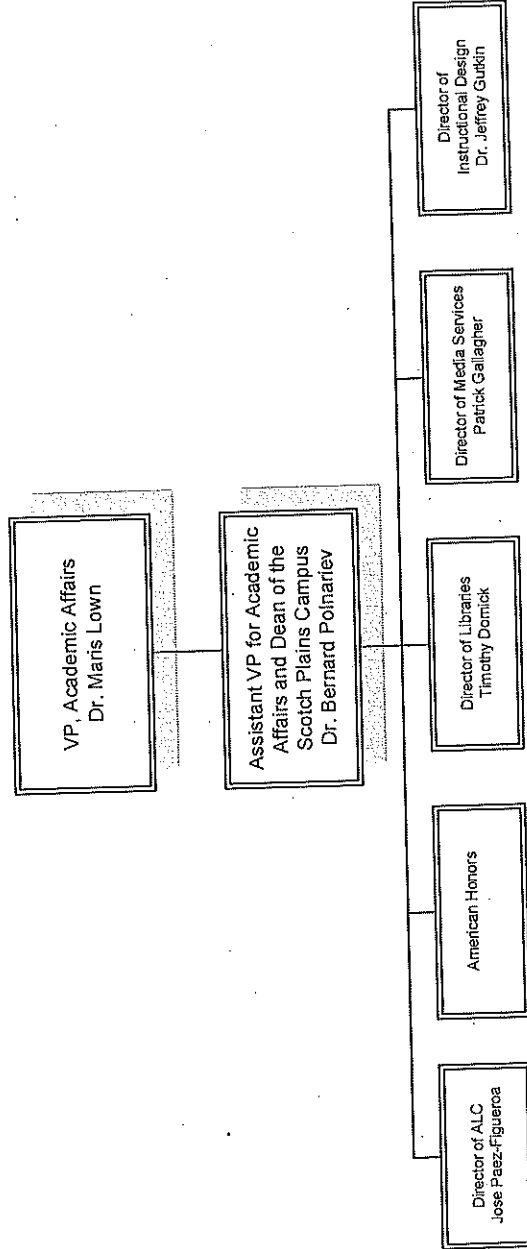 VP, Academic Affairs
Dr. Maris Lown
Assistant VP for Academic
Affairs and Dean of the
Scotch Plains Campus
Dr. Bernard Polnariev
Director of ALC
Jose Paez-Figueroa
American Honors
Director of Libraries
Timothy Domick
Director of Media Services
Patrick Gallagher
Director of
Instructional Design
Dr. Jeffrey Gutkin